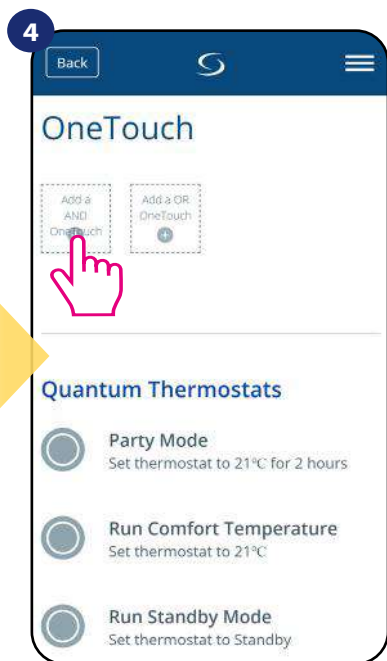 4
Back
OneTouch
Add a
AND
OneTouch
Add a OR
OneTouch
Quantum Thermostats
Party Mode
Set thermostat to 21°C for 2 hours
Run Comfort Temperature
Set thermostat to 21°C
Run Standby Mode
Set thermostat to Standby